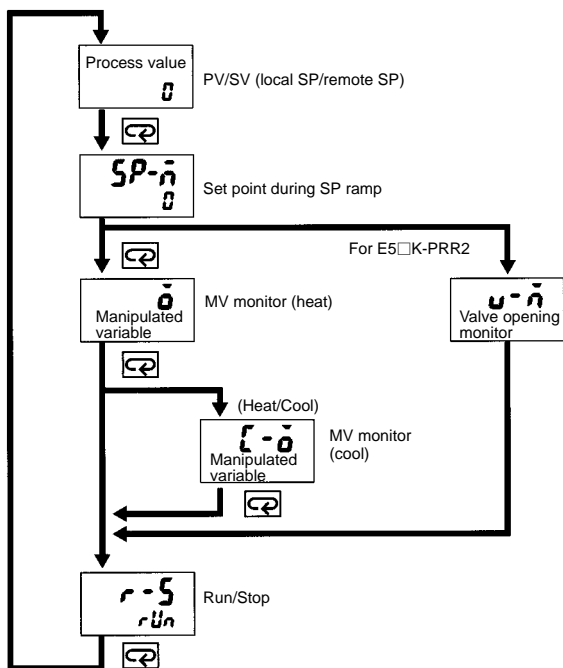 Process value
0
PV/SV (local SP/remote SP)
SP-m̄
0
Set point during SP ramp
For E5□K-PRR2
ō
Manipulated
variable
MV monitor (heat)
u-m̄
Valve opening
monitor
(Heat/Cool)
C-ō
Manipulated
variable
MV monitor
(cool)
r-S
rUn
Run/Stop